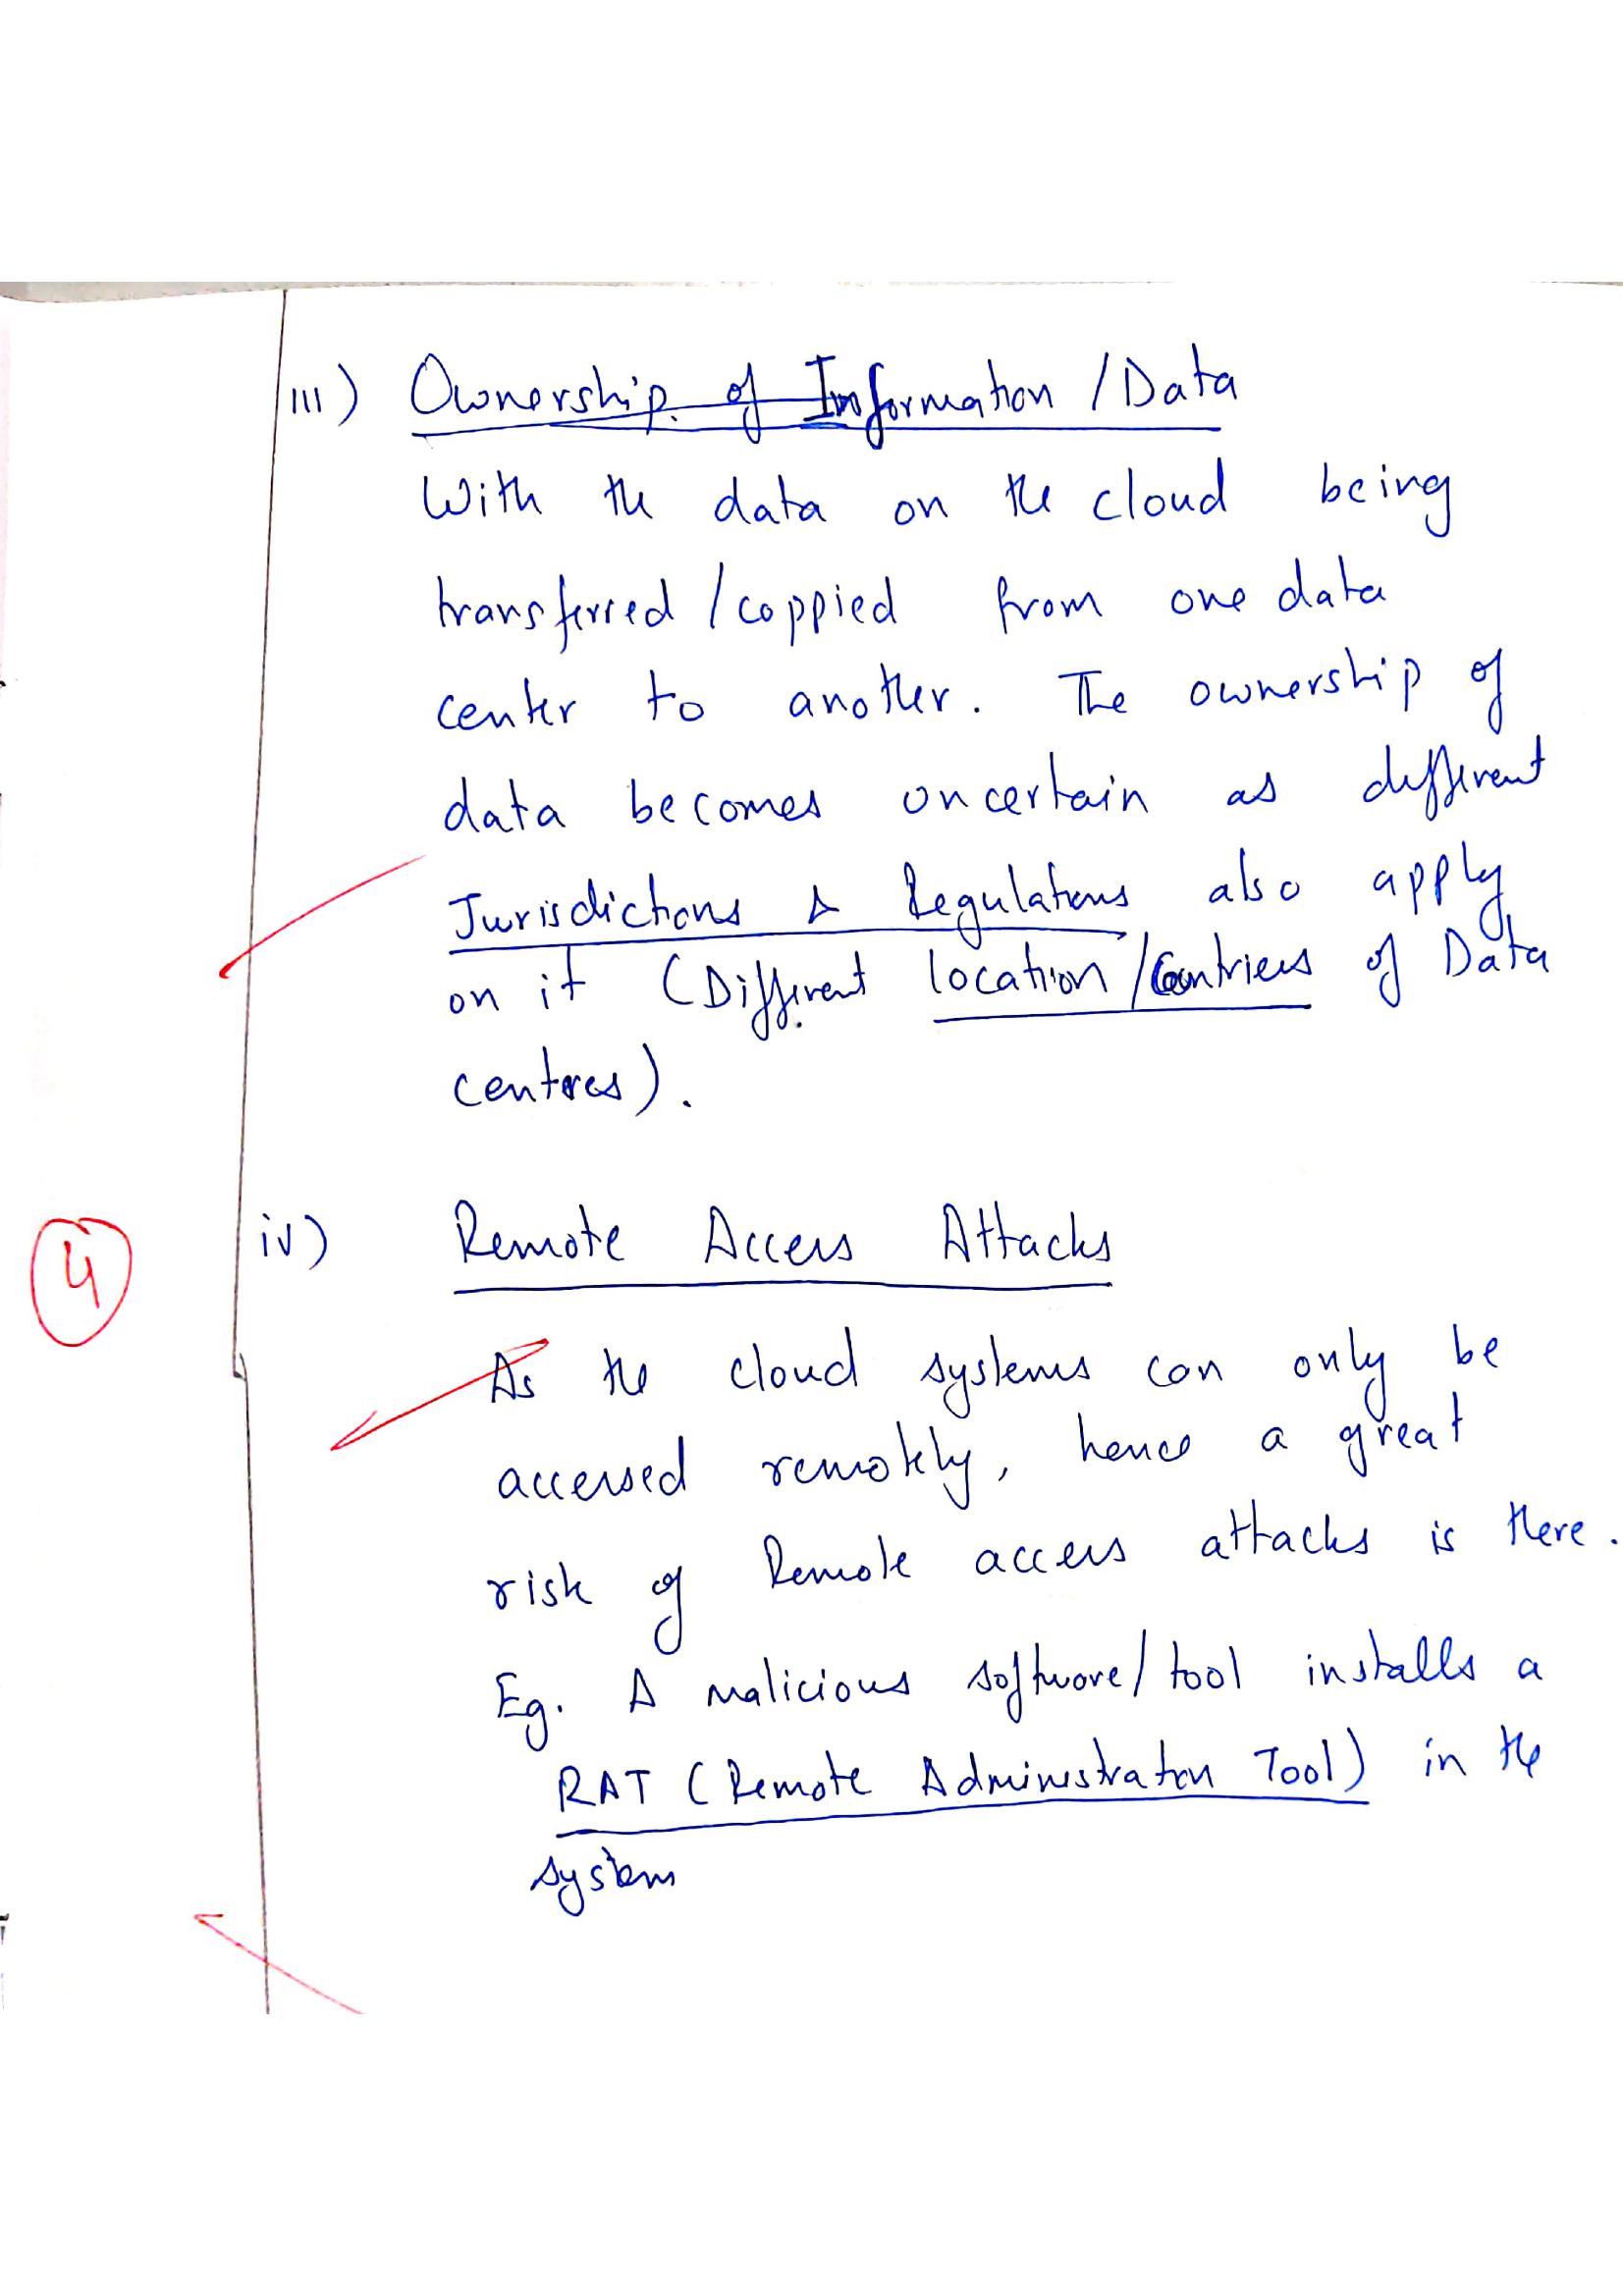 iii) Ownership of Information / Data
With the data on the cloud being
transferred / coppied from one data
center to another. The ownership of
data becomes uncertain as different
Jurisdictions & Regulations also apply
on it (Different location / Countries of Data
centres).
iv) Remote Access Attacks
4
As the cloud systems can only be
accessed remotely, hence a great
risk of Remote access attacks is there.
Eg. A malicious software / tool installs a
RAT (Remote Administration Tool) in the
system